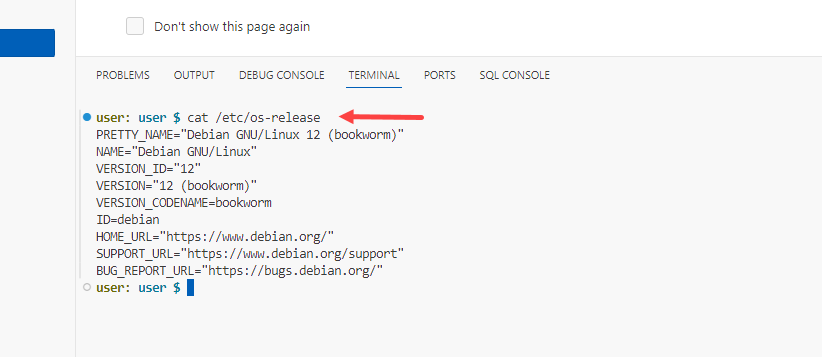 Don't show this page again
PROBLEMS OUTPUT DEBUG CONSOLE TERMINAL PORTS SQL CONSOLE
user: user $ cat /etc/os-release
PRETTY_NAME="Debian GNU/Linux 12 (bookworm)"
NAME="Debian GNU/Linux"
VERSION_ID="12"
VERSION="12 (bookworm)"
VERSION_CODENAME=bookworm
ID=debian
HOME_URL="https://www.debian.org/"
SUPPORT_URL="https://www.debian.org/support"
BUG_REPORT_URL="https://bugs.debian.org/"
user: user $